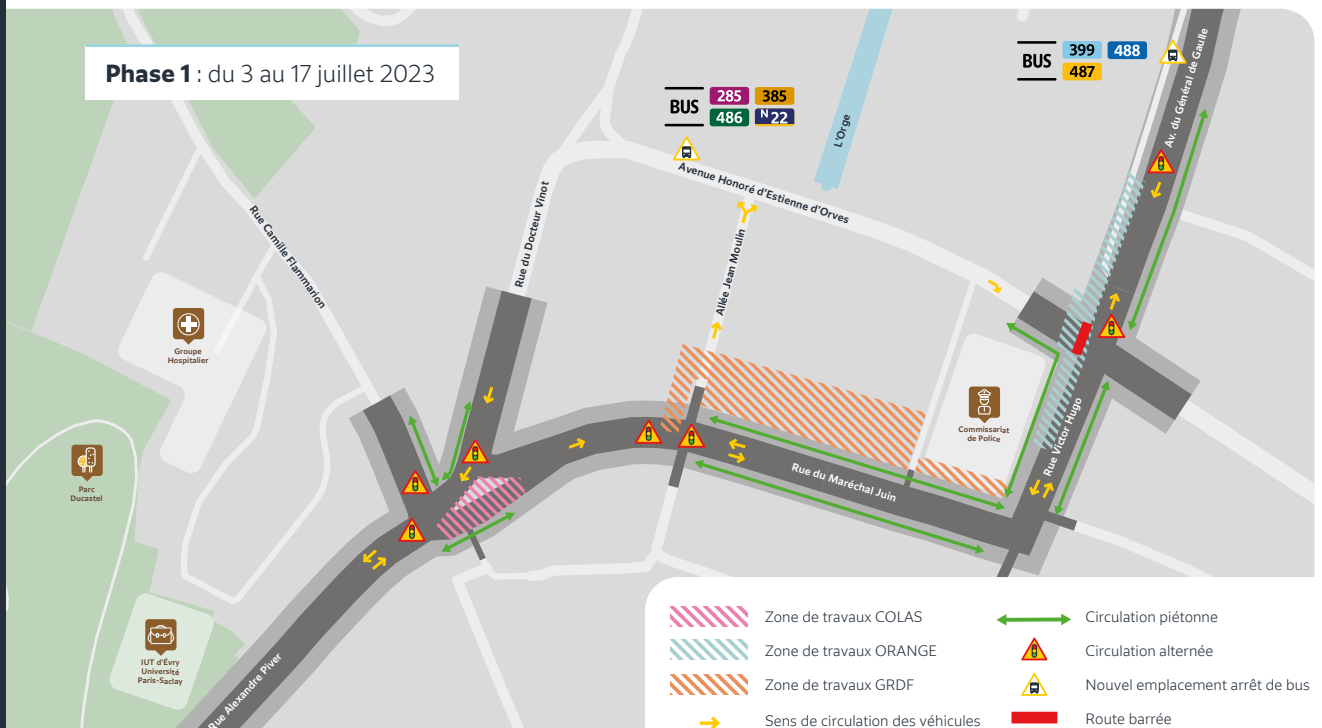 Phase 1 : du 3 au 17 juillet 2023
BUS
285
385
486
N 22
BUS
399
488
487
L'Orge
Av. du Général de Gaulle
Avenue Honoré d'Estienne d'Orves
Rue du Docteur Vinot
Rue Camille Flammarion
Allée Jean Moulin
Groupe
Hospitalier
Commissariat
de Police
Rue Victor Hugo
Rue du Maréchal Juin
Parc
Ducastel
IUT d'Évry
Université
Paris-Saclay
Rue Alexandre Piver
Zone de travaux COLAS
Zone de travaux ORANGE
Zone de travaux GRDF
Sens de circulation des véhicules
Circulation piétonne
Circulation alternée
Nouvel emplacement arrêt de bus
Route barrée